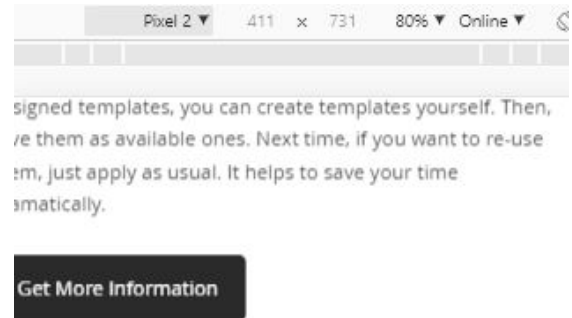 Pixel 2 ▼ 411 × 731 80% ▼ Online ▼
signed templates, you can create templates yourself. Then,
ve them as available ones. Next time, if you want to re-use
em, just apply as usual. It helps to save your time
amatically.
Get More Information